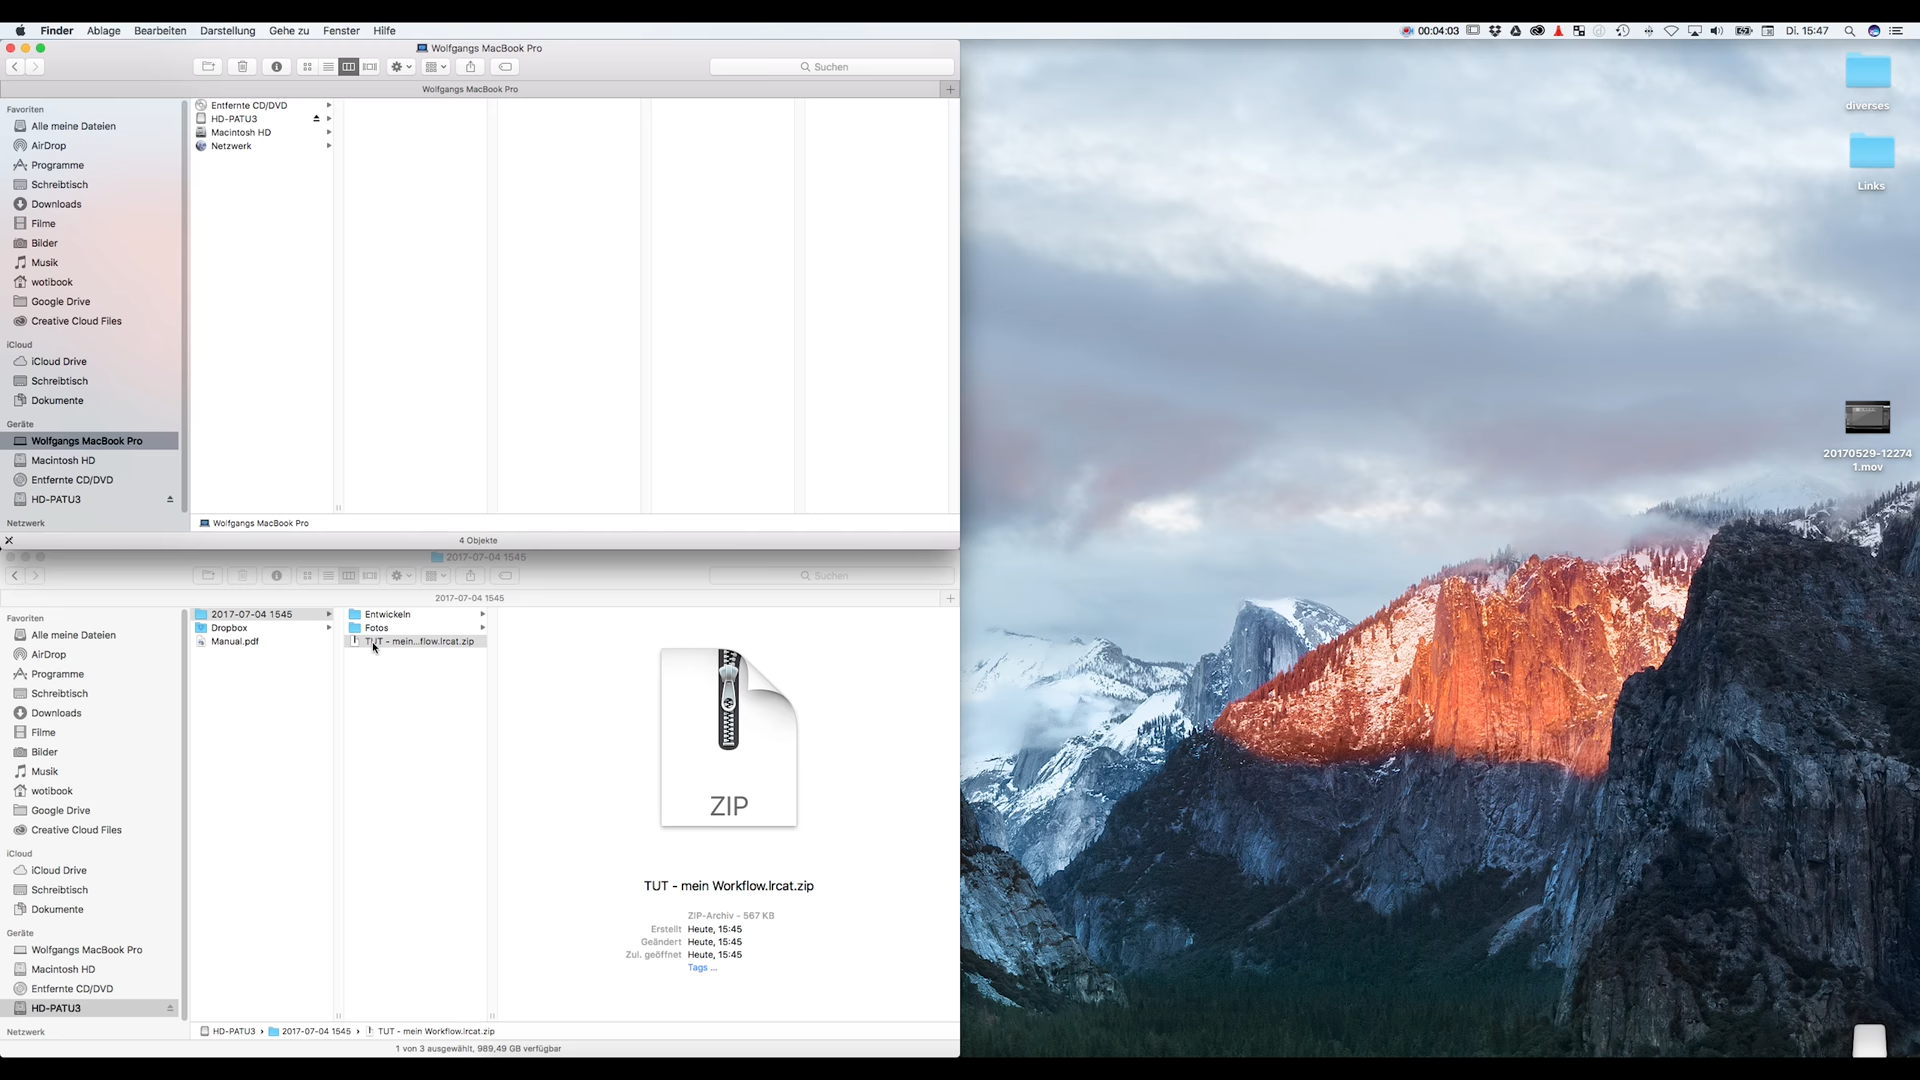 Finder Ablage Bearbeiten Darstellung Gehe zu Fenster Hilfe
00:04:03
Di. 15:47
Wolfgangs MacBook Pro
Suchen
Wolfgangs MacBook Pro
Favoriten
Alle meine Dateien
AirDrop
Programme
Schreibtisch
Downloads
Filme
Bilder
Musik
wotibook
Google Drive
Creative Cloud Files
iCloud
iCloud Drive
Schreibtisch
Dokumente
Geräte
Wolfgangs MacBook Pro
Macintosh HD
Entfernte CD/DVD
HD-PATU3
Netzwerk
Entfernte CD/DVD
HD-PATU3
Macintosh HD
Netzwerk
Wolfgangs MacBook Pro
4 Objekte
2017-07-04 1545
Suchen
2017-07-04 1545
Favoriten
Alle meine Dateien
AirDrop
Programme
Schreibtisch
Downloads
Filme
Bilder
Musik
wotibook
Google Drive
Creative Cloud Files
iCloud
iCloud Drive
Schreibtisch
Dokumente
Geräte
Wolfgangs MacBook Pro
Macintosh HD
Entfernte CD/DVD
HD-PATU3
Netzwerk
2017-07-04 1545
Dropbox
Manual.pdf
Entwickeln
Fotos
TUT - mein...flow.lrcat.zip
ZIP
TUT - mein Workflow.lrcat.zip
ZIP-Archiv - 567 KB
Erstellt Heute, 15:45
Geändert Heute, 15:45
Zul. geöffnet Heute, 15:45
Tags ...
HD-PATU3 › 2017-07-04 1545 › TUT - mein Workflow.lrcat.zip
1 von 3 ausgewählt, 989,49 GB verfügbar
diverses
Links
20170529-12274
1.mov